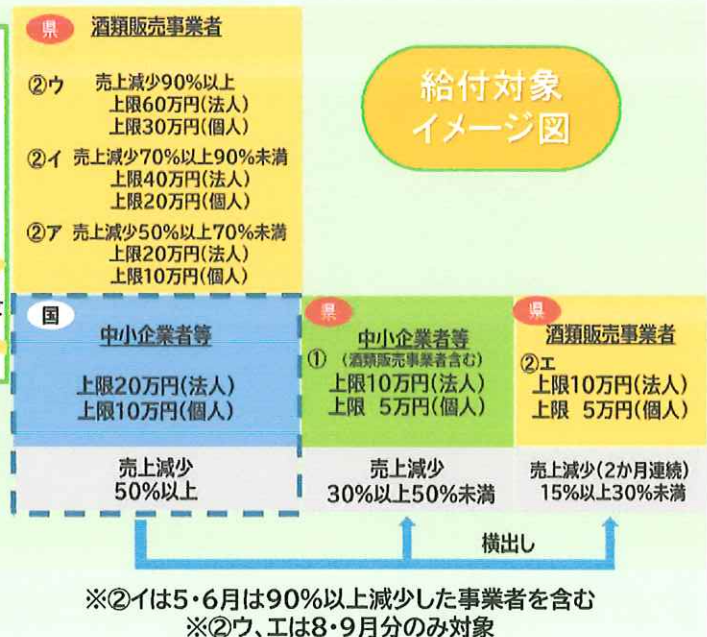 県 酒類販売事業者
②ウ 売上減少90%以上
上限60万円(法人)
上限30万円(個人)
②イ 売上減少70%以上90%未満
上限40万円(法人)
上限20万円(個人)
②ア 売上減少50%以上70%未満
上限20万円(法人)
上限10万円(個人)
給付対象
イメージ図
国
中小企業者等
上限20万円(法人)
上限10万円(個人)
売上減少
50%以上
県
中小企業者等
① (酒類販売事業者含む)
上限10万円(法人)
上限 5万円(個人)
売上減少
30%以上50%未満
県
酒類販売事業者
②エ
上限10万円(法人)
上限 5万円(個人)
売上減少(2か月連続)
15%以上30%未満
横出し
※②イは5・6月は90%以上減少した事業者を含む
※②ウ、エは8・9月分のみ対象